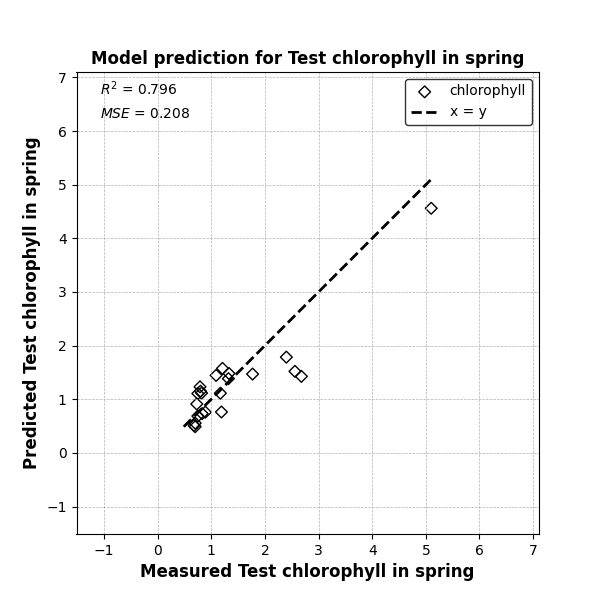 Model prediction for Test chlorophyll in spring
R² = 0.796
MSE = 0.208
chlorophyll
x = y
Predicted Test chlorophyll in spring
7
6
5
4
3
2
1
0
−1
−1 0 1 2 3 4 5 6 7
Measured Test chlorophyll in spring